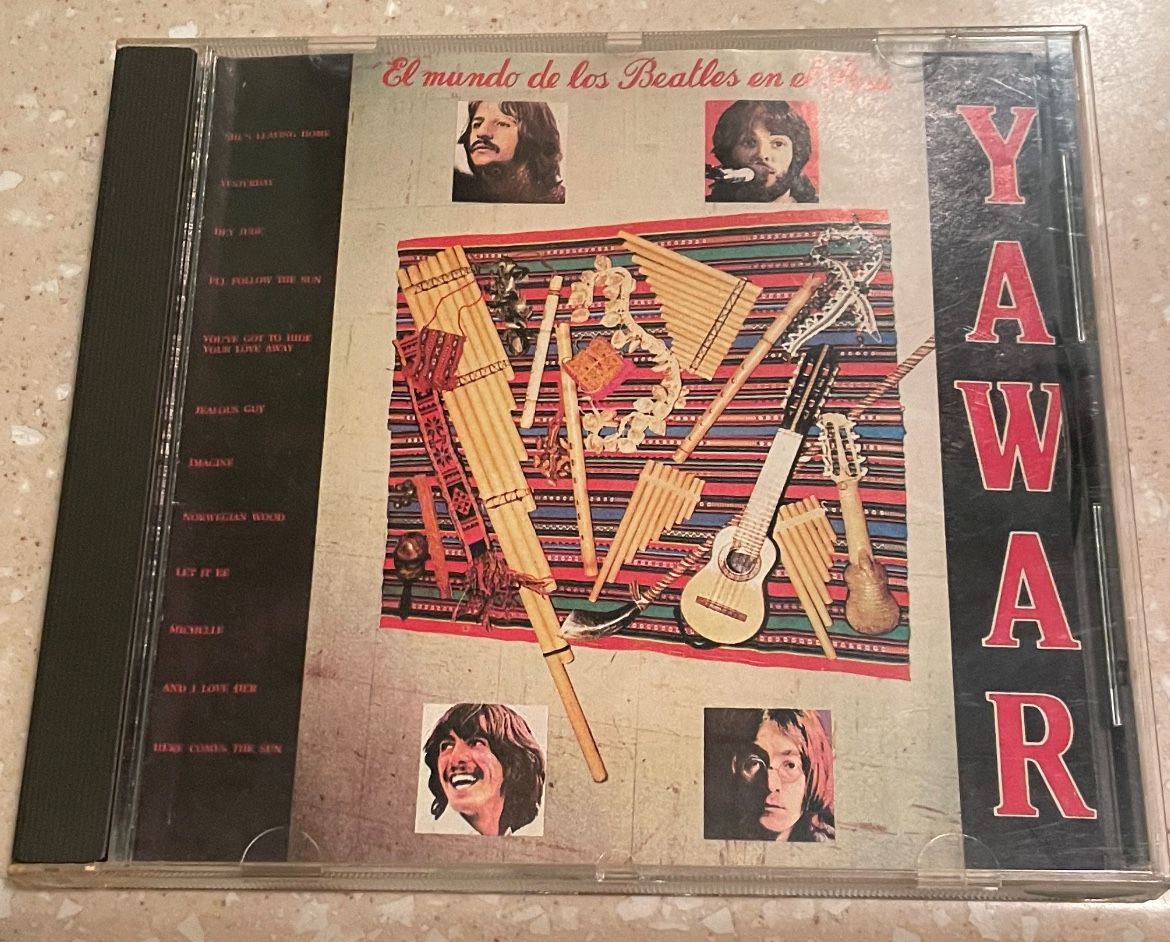 El mundo de los Beatles en el Perú
SHE'S LEAVING HOME
YESTERDAY
HEY JUDE
I'LL FOLLOW THE SUN
YOU'VE GOT TO HIDE
YOUR LOVE AWAY
JEALOUS GUY
IMAGINE
NORWEGIAN WOOD
LET IT BE
MICHELLE
AND I LOVE HER
HERE COMES THE SUN
YAWAR